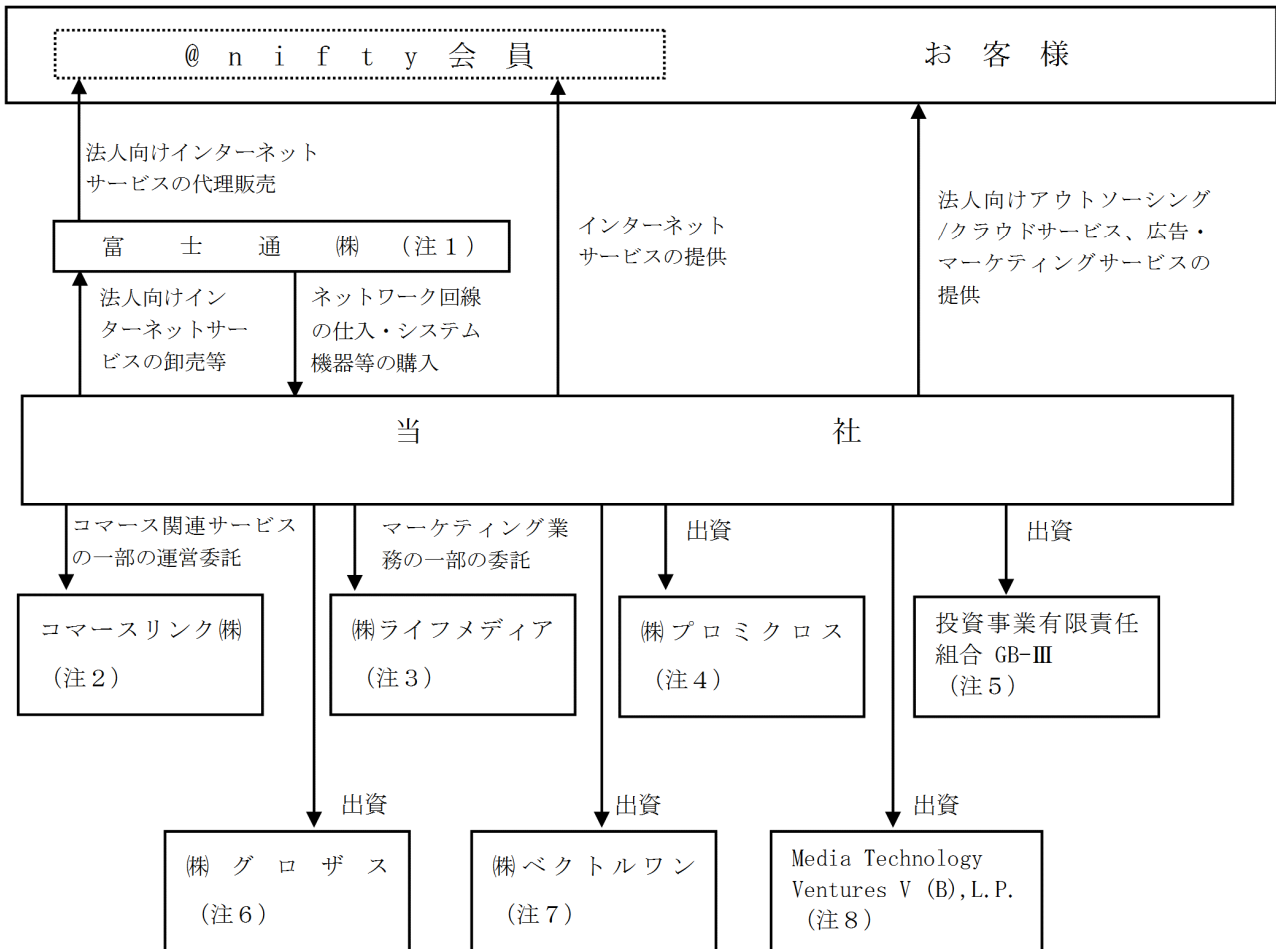 @nifty会員
お客様
法人向けインターネット
サービスの代理販売
富士通㈱（注１）
インターネット
サービスの提供
法人向けアウトソーシング
/クラウドサービス、広告・
マーケティングサービスの
提供
法人向けイン
ターネットサー
ビスの卸売等
ネットワーク回線
の仕入・システム
機器等の購入
当社
コマース関連サービス
の一部の運営委託
マーケティング業
務の一部の委託
出資
出資
コマースリンク㈱
（注２）
㈱ライフメディア
（注３）
㈱プロミクロス
（注４）
投資事業有限責任
組合 GB-Ⅲ
（注５）
出資
出資
出資
㈱グロザス
（注６）
㈱ベクトルワン
（注７）
Media Technology
Ventures V (B),L.P.
（注８）